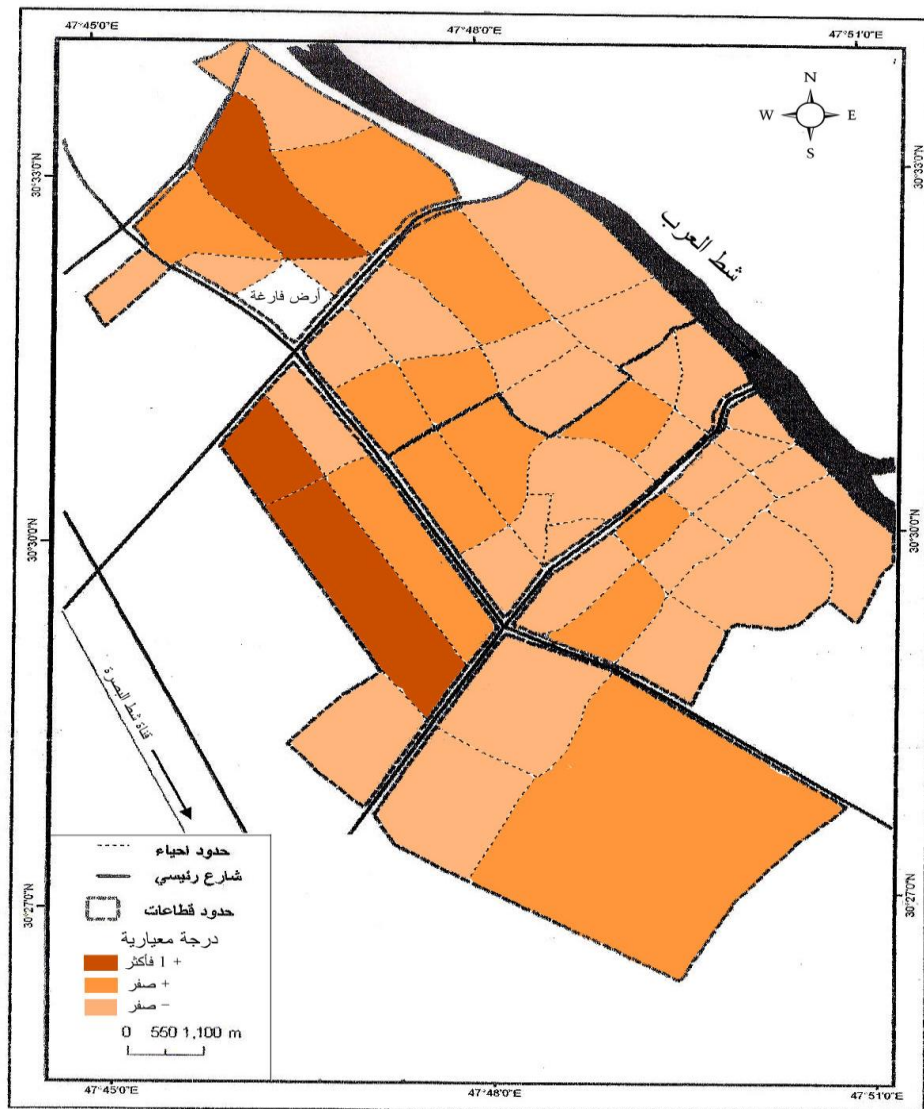 47°45'0"E
47°48'0"E
47°51'0"E
N
W E
S
30°33'0"N
30°33'0"N
شط العرب
أرض فارغة
30°30'0"N
30°30'0"N
قناة شط البصرة
30°27'0"N
30°27'0"N
حدود احياء
شارع رئيسي
حدود قطاعات
درجة معيارية
+ 1 فأكثر
+ صفر
− صفر
0 550 1,100 m
47°45'0"E
47°48'0"E
47°51'0"E